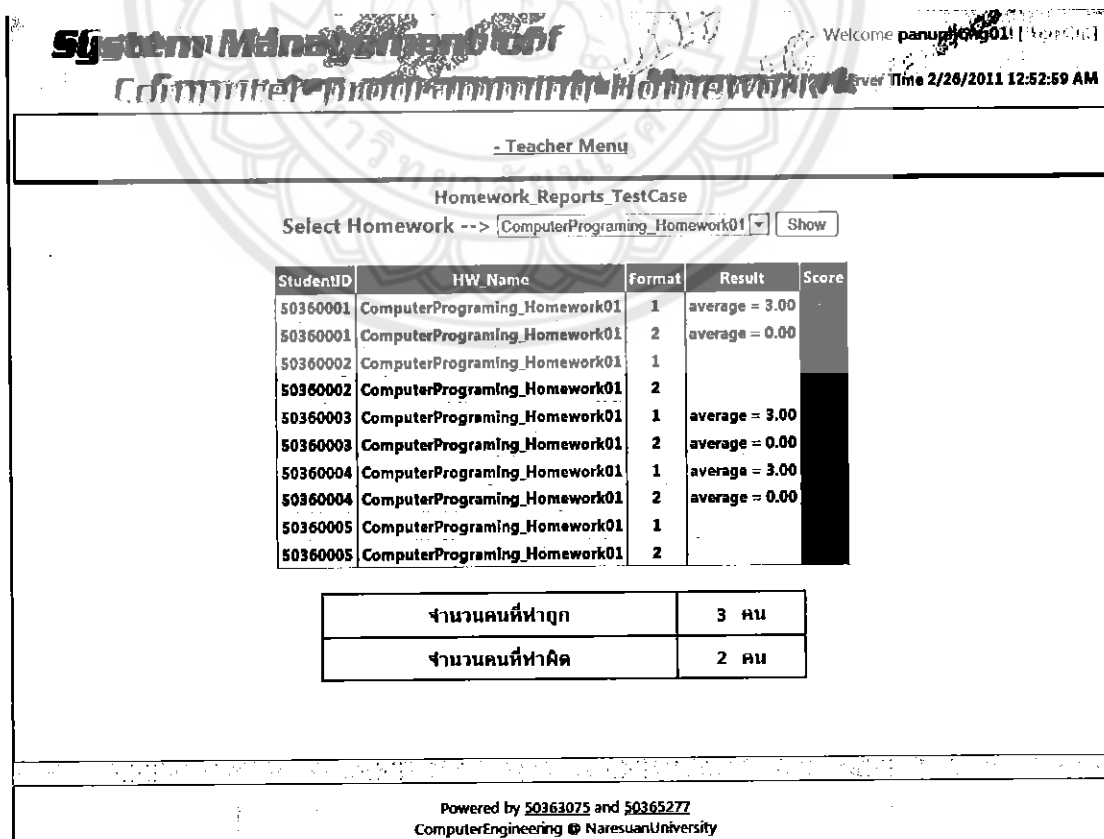 System Management of
Computer programming Homework
Welcome panuphong01!
Server Time 2/26/2011 12:52:59 AM
- Teacher Menu
Homework_Reports_TestCase
Select Homework --> ComputerPrograming_Homework01 Show
StudentID HW_Name Format Result Score
50360001 ComputerPrograming_Homework01 1 average = 3.00
50360001 ComputerPrograming_Homework01 2 average = 0.00
50360002 ComputerPrograming_Homework01 1
50360002 ComputerPrograming_Homework01 2
50360003 ComputerPrograming_Homework01 1 average = 3.00
50360003 ComputerPrograming_Homework01 2 average = 0.00
50360004 ComputerPrograming_Homework01 1 average = 3.00
50360004 ComputerPrograming_Homework01 2 average = 0.00
50360005 ComputerPrograming_Homework01 1
50360005 ComputerPrograming_Homework01 2
จำนวนคนที่ทำถูก 3 คน
จำนวนคนที่ทำผิด 2 คน
Powered by 50363075 and 50365277
ComputerEngineering @ NaresuanUniversity